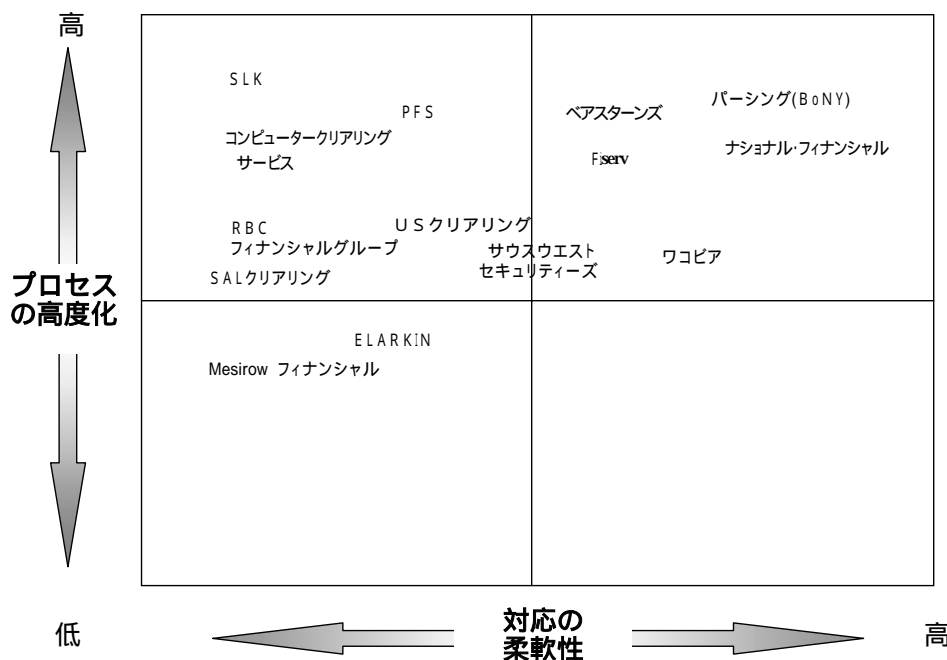 高
SLK
PFS
ベアスターンズ
パーシング(BoNY)
コンピュータークリアリング
サービス
Fiserv
ナショナル・フィナンシャル
RBC
フィナンシャルグループ
USクリアリング
サウスウエスト
セキュリティーズ
ワコビア
SALクリアリング
プロセス
の高度化
ELARKIN
Mesirow フィナンシャル
低
対応の
柔軟性
高